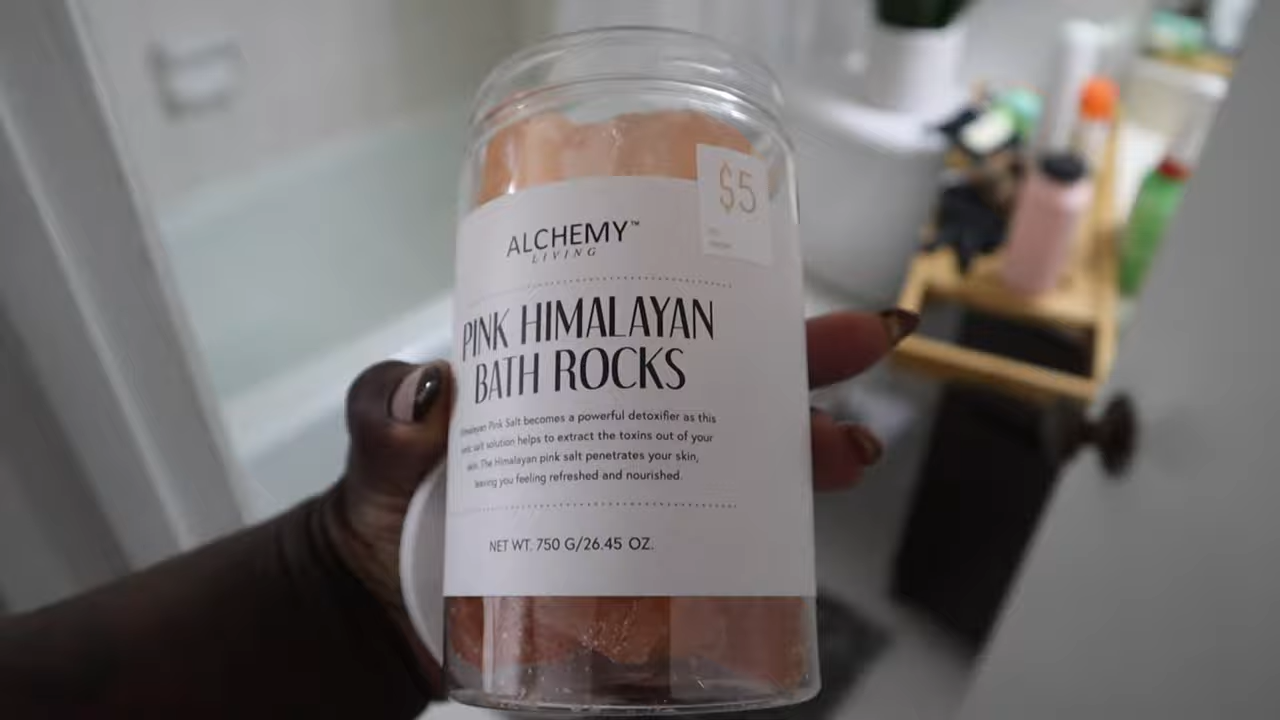 $5
ALCHEMY™
LIVING
PINK HIMALAYAN
BATH ROCKS
Himalayan Pink Salt becomes a powerful detoxifier as this
salt solution helps to extract the toxins out of your
skin. The Himalayan pink salt penetrates your skin,
leaving you feeling refreshed and nourished.
NET WT. 750 G/26.45 OZ.